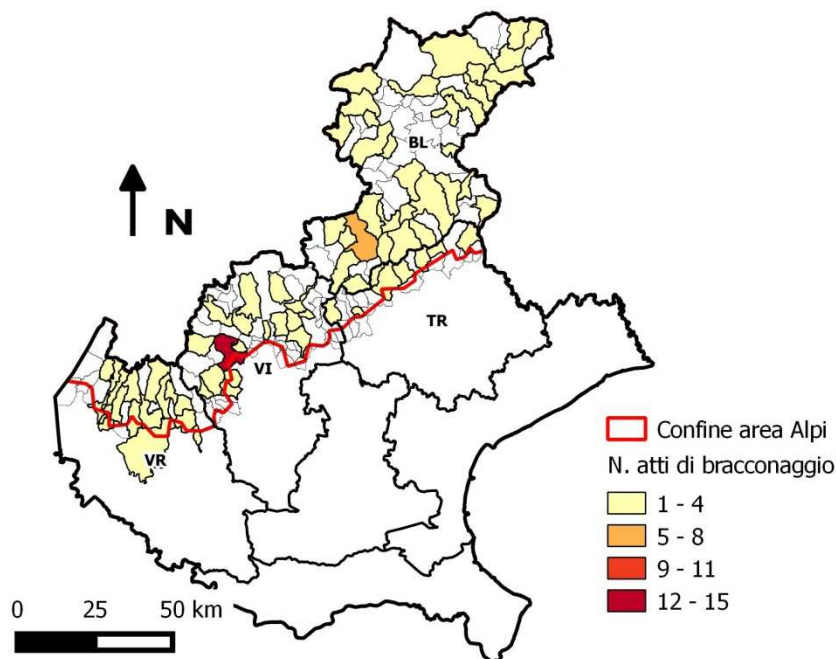 BL
N
TR
VI
VR
Confine area Alpi
N. atti di bracconaggio
1 - 4
5 - 8
9 - 11
12 - 15
0 25 50 km